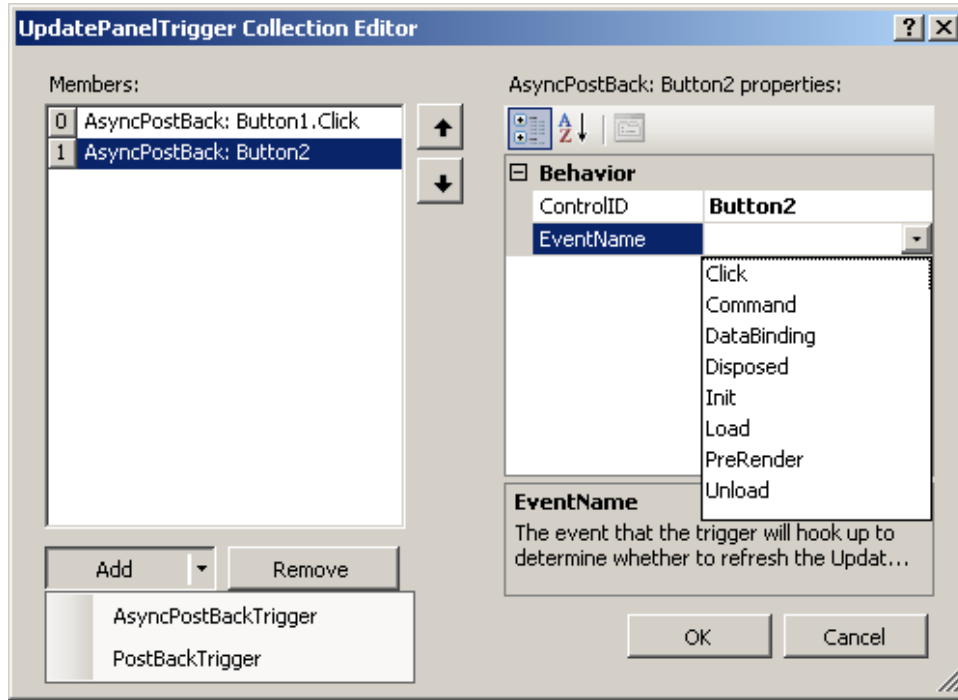 UpdatePanelTrigger Collection Editor
Members:
0 AsyncPostBack: Button1.Click
1 AsyncPostBack: Button2
Add
Remove
AsyncPostBackTrigger
PostBackTrigger
AsyncPostBack: Button2 properties:
Behavior
ControlID Button2
EventName
Click
Command
DataBinding
Disposed
Init
Load
PreRender
Unload
EventName
The event that the trigger will hook up to
determine whether to refresh the Updat...
OK
Cancel